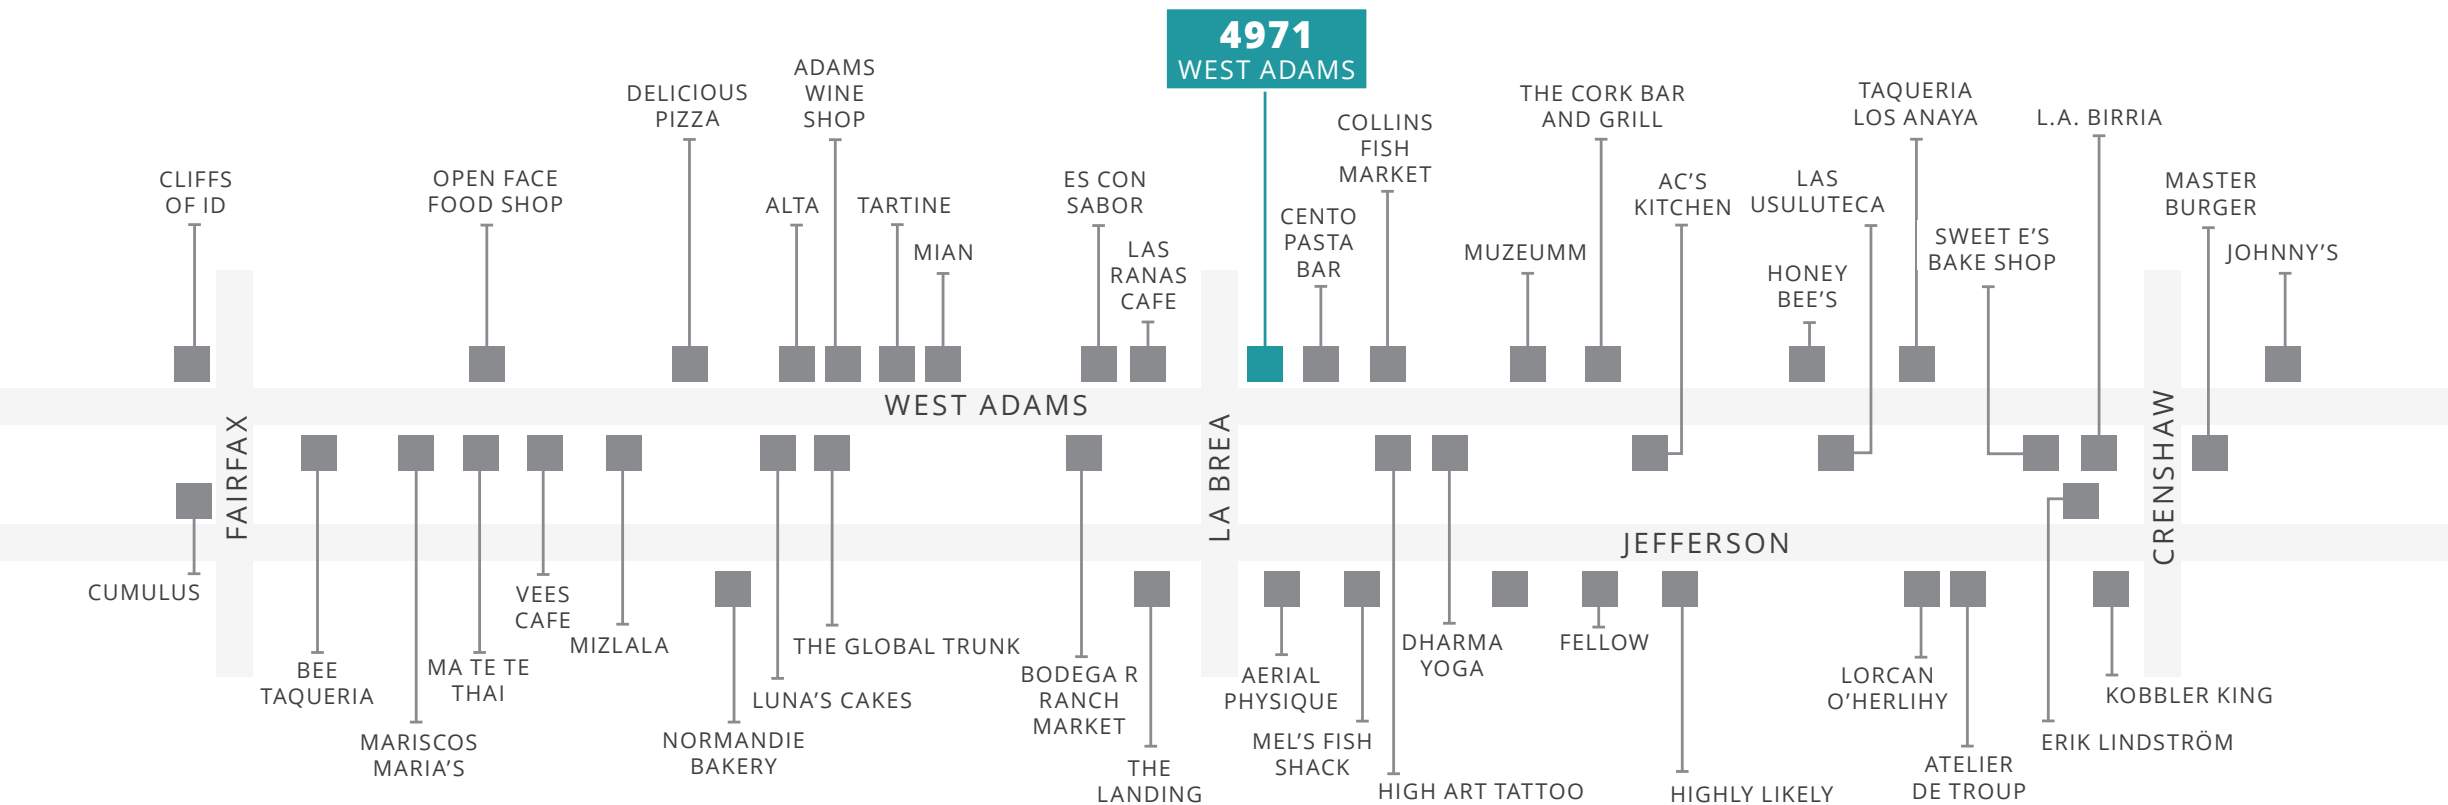 4971
WEST ADAMS
ADAMS
WINE
SHOP
DELICIOUS
PIZZA
THE CORK BAR
AND GRILL
TAQUERIA
LOS ANAYA
L.A. BIRRIA
COLLINS
FISH
MARKET
CLIFFS
OF ID
OPEN FACE
FOOD SHOP
ALTA
TARTINE
MIAN
ES CON
SABOR
LAS
RANAS
CAFE
CENTO
PASTA
BAR
MUZEUMM
AC'S
KITCHEN
LAS
USULUTECA
HONEY
BEE'S
SWEET E'S
BAKE SHOP
MASTER
BURGER
JOHNNY'S
WEST ADAMS
FAIRFAX
LA BREA
CRENSHAW
JEFFERSON
CUMULUS
BEE
TAQUERIA
MARISCOS
MARIA'S
MA TE TE
THAI
VEES
CAFE
MIZLALA
NORMANDIE
BAKERY
LUNA'S CAKES
THE GLOBAL TRUNK
BODEGA R
RANCH
MARKET
THE
LANDING
AERIAL
PHYSIQUE
MEL'S FISH
SHACK
HIGH ART TATTOO
DHARMA
YOGA
FELLOW
HIGHLY LIKELY
LORCAN
O'HERLIHY
ATELIER
DE TROUP
ERIK LINDSTRÖM
KOBBLER KING